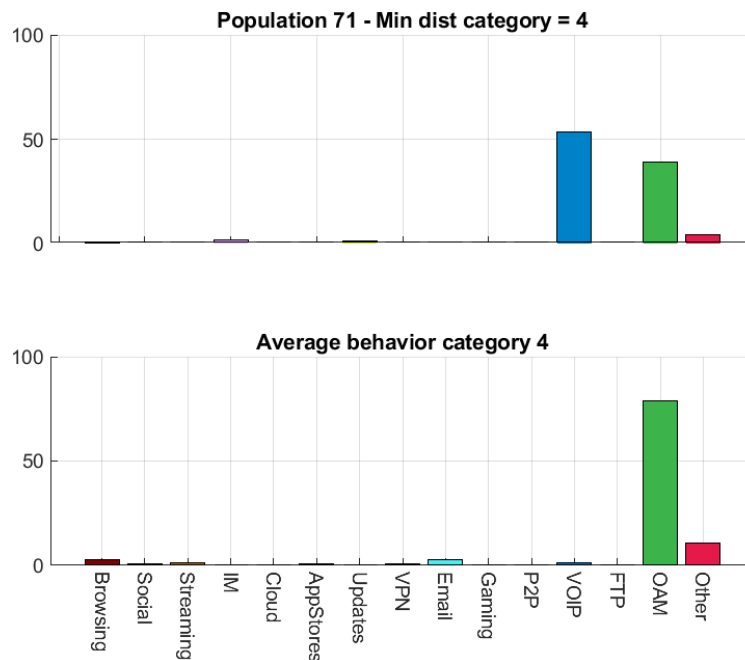 Population 71 - Min dist category = 4
100
50
0
Average behavior category 4
100
50
0
Browsing
Social
Streaming
IM
Cloud
AppStores
Updates
VPN
Email
Gaming
P2P
VOIP
FTP
OAM
Other